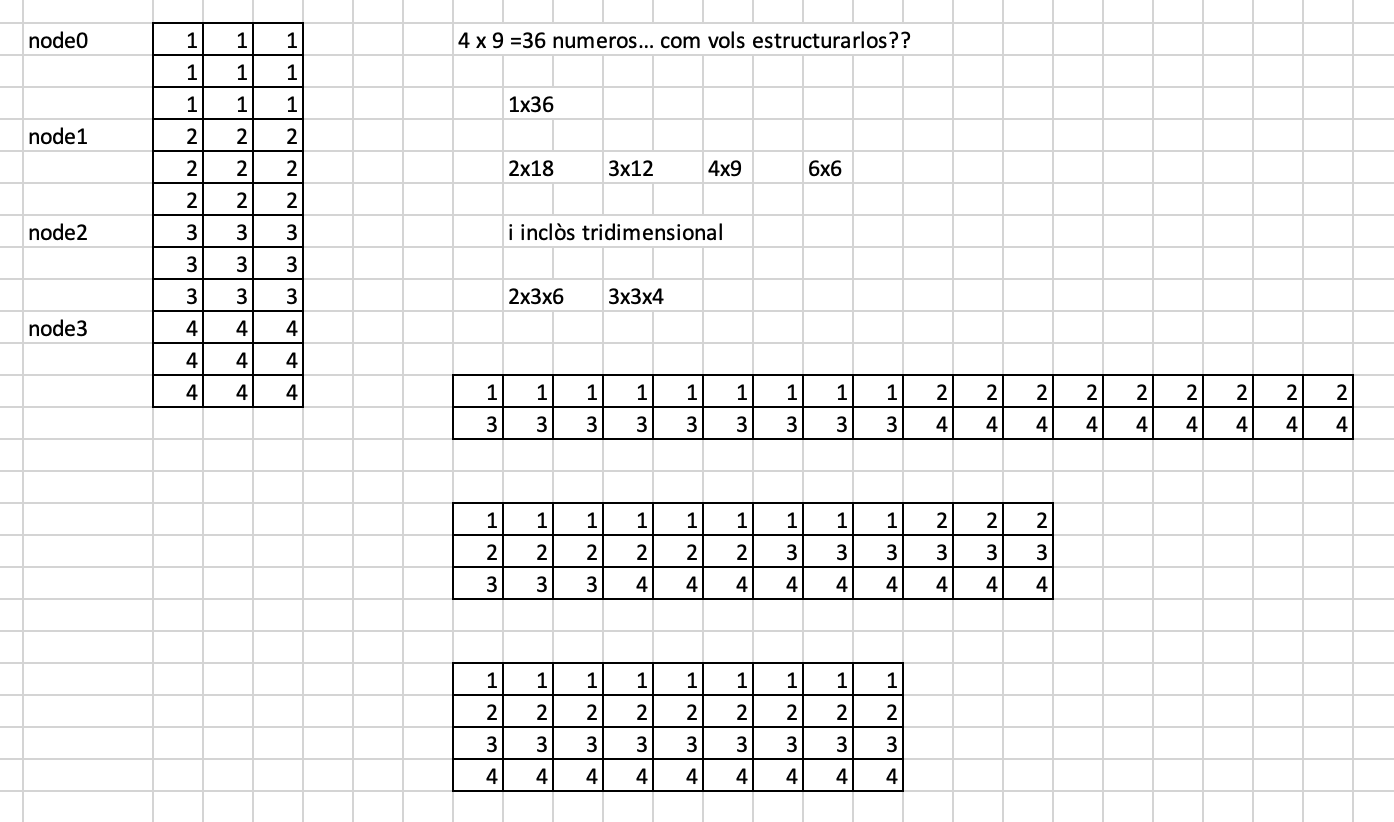 node0 1 1 1 4 x 9 =36 numeros... com vols estructurarlos??
1 1 1
1 1 1 1x36
node1 2 2 2
2 2 2 2x18 3x12 4x9 6x6
2 2 2
node2 3 3 3 i inclòs tridimensional
3 3 3
3 3 3 2x3x6 3x3x4
node3 4 4 4
4 4 4
4 4 4 1 1 1 1 1 1 1 1 1 2 2 2 2 2 2 2 2 2
3 3 3 3 3 3 3 3 3 4 4 4 4 4 4 4 4 4
1 1 1 1 1 1 1 1 1 2 2 2
2 2 2 2 2 2 3 3 3 3 3 3
3 3 3 4 4 4 4 4 4 4 4 4
1 1 1 1 1 1 1 1 1
2 2 2 2 2 2 2 2 2
3 3 3 3 3 3 3 3 3
4 4 4 4 4 4 4 4 4